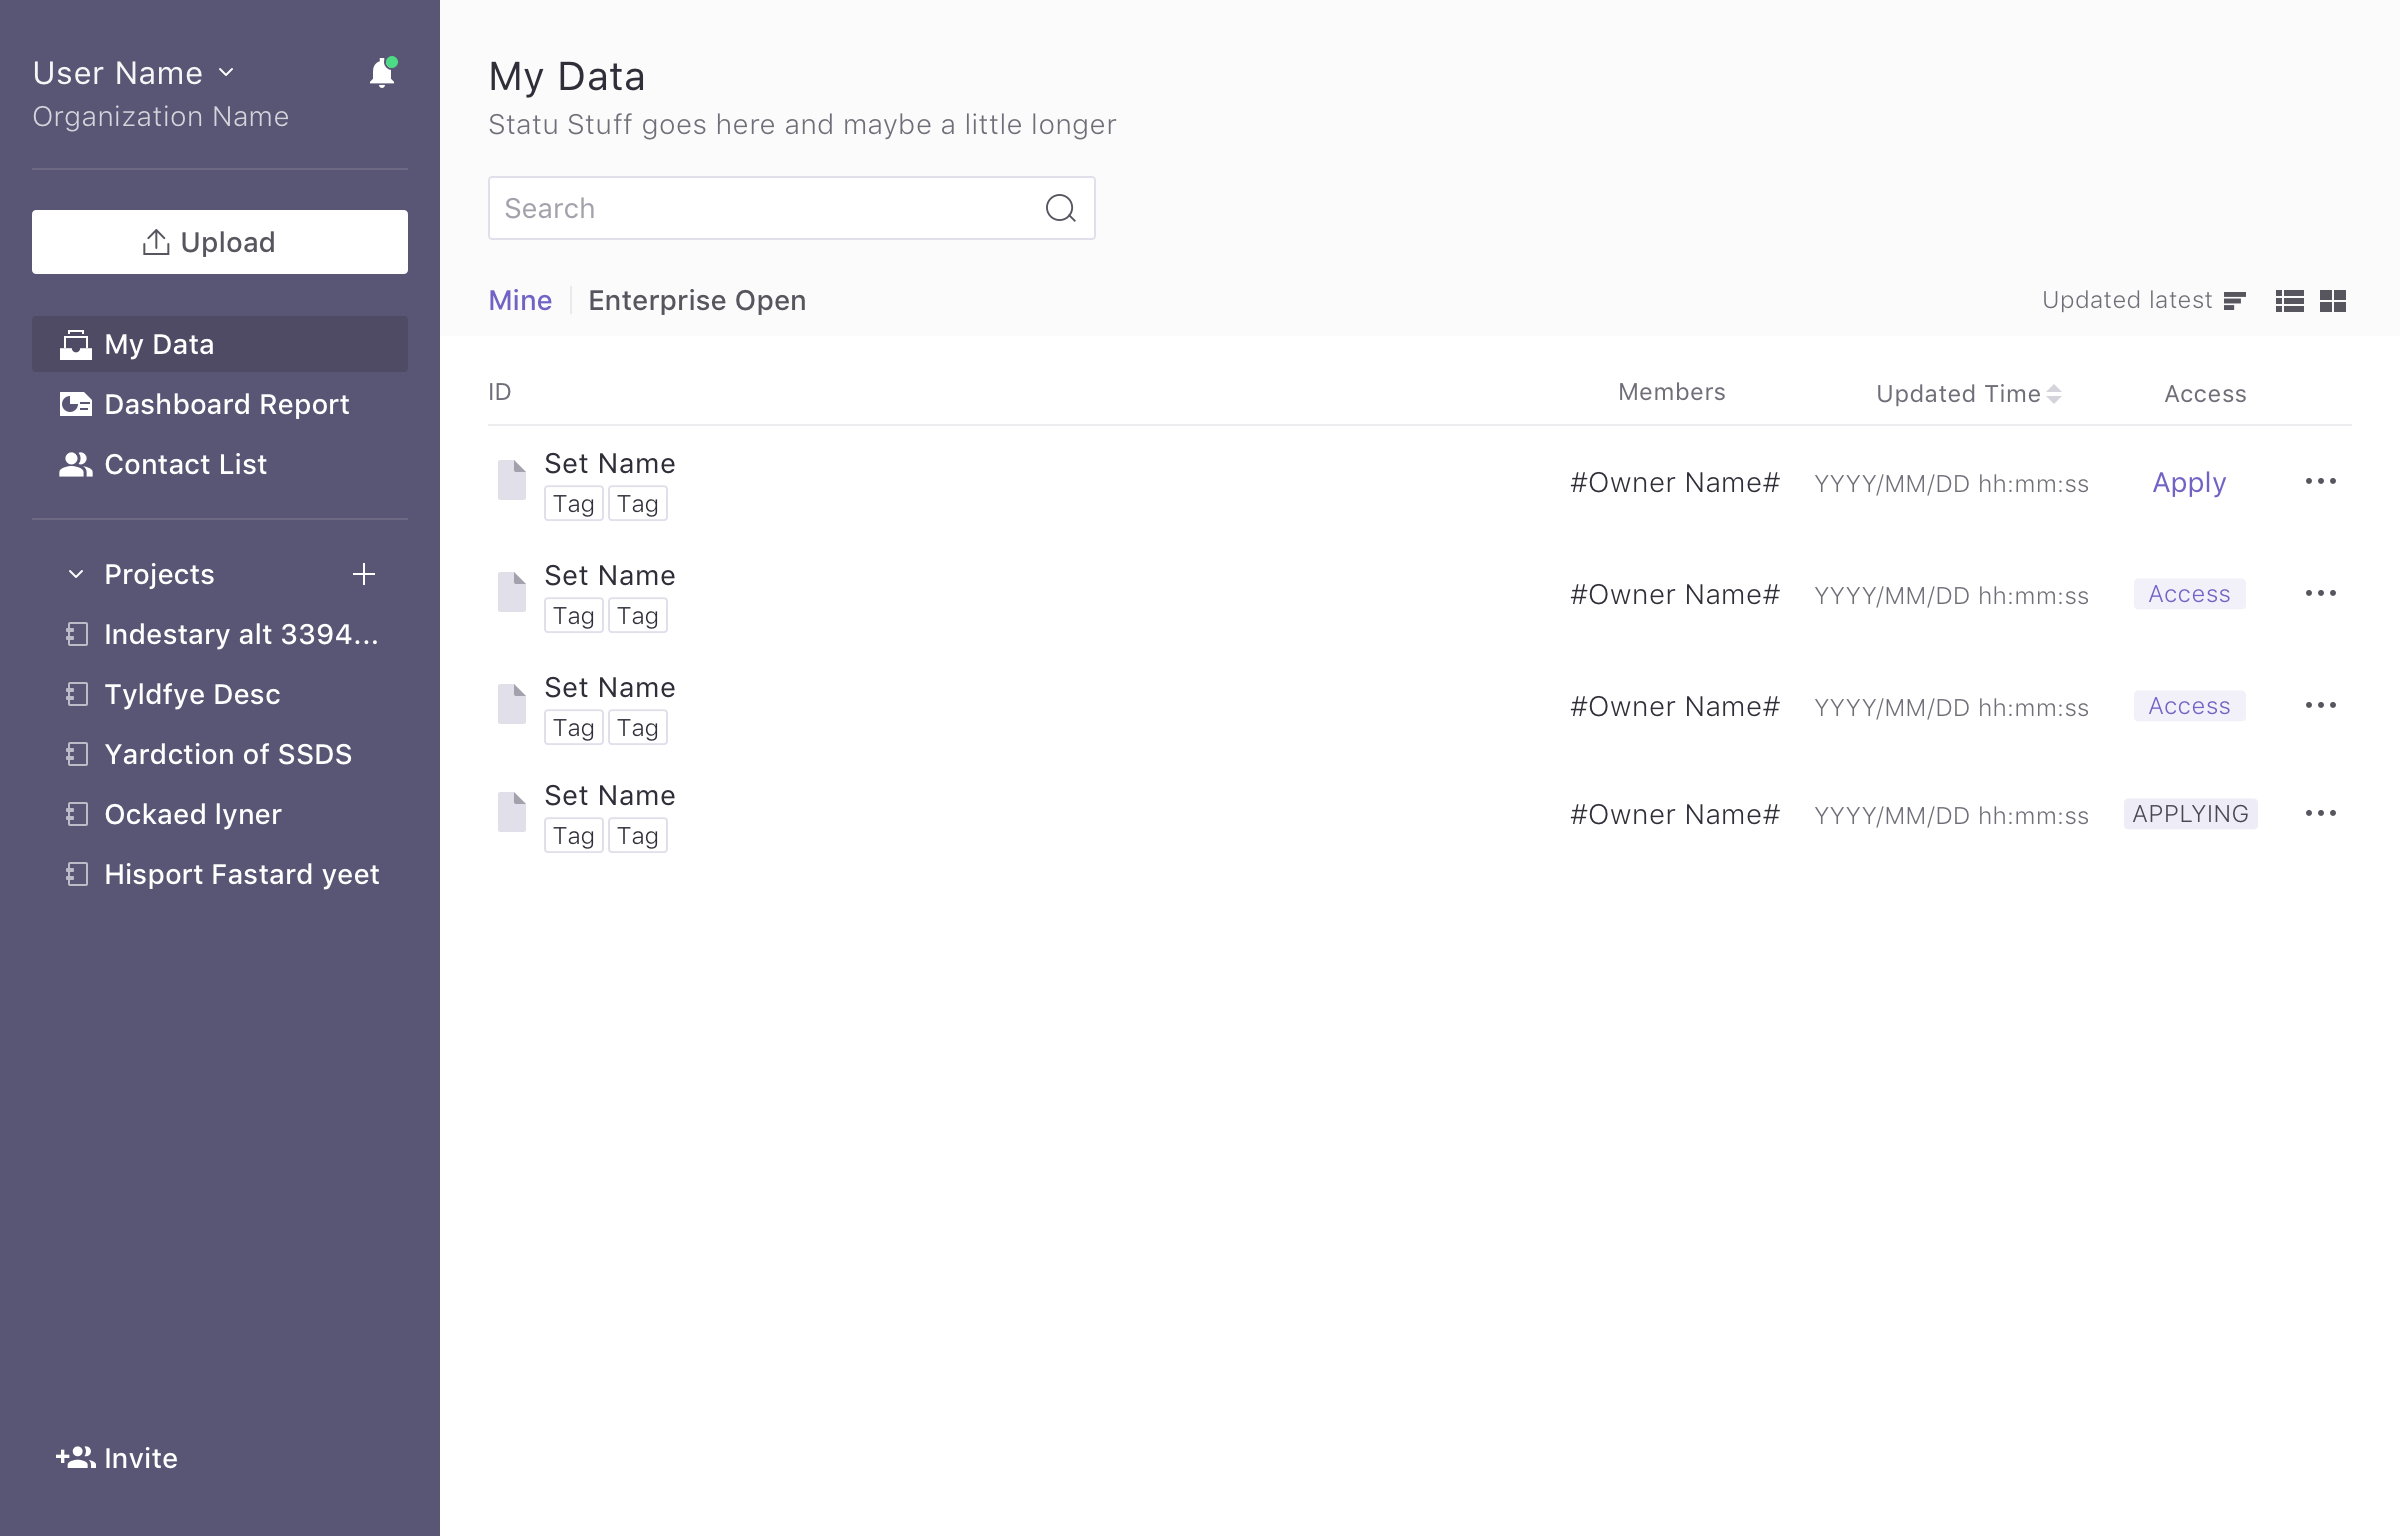 User Name
Organization Name
Upload
My Data
Dashboard Report
Contact List
Projects
Indestary alt 3394...
Tyldfye Desc
Yardction of SSDS
Ockaed lyner
Hisport Fastard yeet
Invite
My Data
Statu Stuff goes here and maybe a little longer
Search
Mine Enterprise Open Updated latest
ID Members Updated Time Access
Set Name
Tag Tag
#Owner Name# YYYY/MM/DD hh:mm:ss Apply
Set Name
Tag Tag
#Owner Name# YYYY/MM/DD hh:mm:ss Access
Set Name
Tag Tag
#Owner Name# YYYY/MM/DD hh:mm:ss Access
Set Name
Tag Tag
#Owner Name# YYYY/MM/DD hh:mm:ss APPLYING